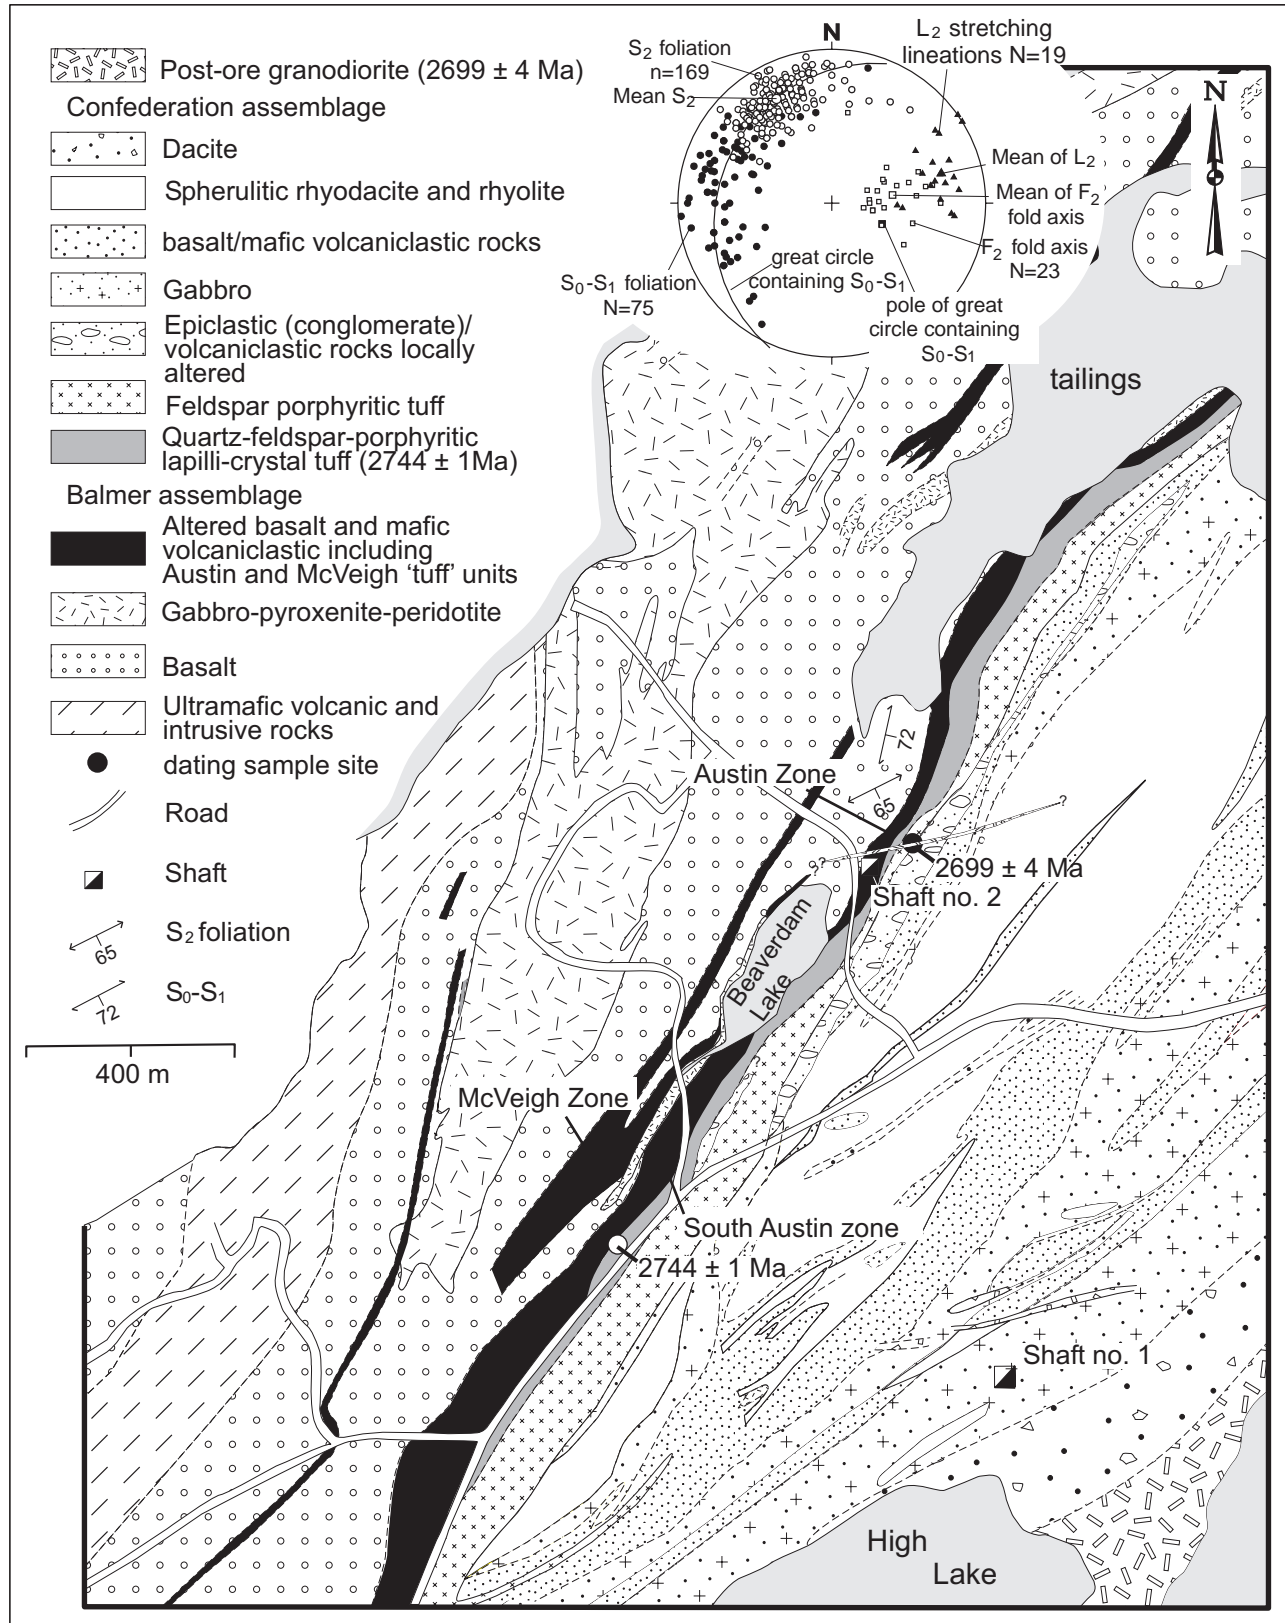 Post-ore granodiorite (2699 ± 4 Ma)
Confederation assemblage
Dacite
Spherulitic rhyodacite and rhyolite
basalt/mafic volcaniclastic rocks
Gabbro
Epiclastic (conglomerate)/
volcaniclastic rocks locally
altered
Feldspar porphyritic tuff
Quartz-feldspar-porphyritic
lapilli-crystal tuff (2744 ± 1Ma)
Balmer assemblage
Altered basalt and mafic
volcaniclastic including
Austin and McVeigh ‘tuff’ units
Gabbro-pyroxenite-peridotite
Basalt
Ultramafic volcanic and
intrusive rocks
dating sample site
Road
Shaft
S2 foliation
65
S0-S1
72
400 m
N
S2 foliation
n=169
Mean S2
L2 stretching
lineations N=19
Mean of L2
Mean of F2
fold axis
F2 fold axis
N=23
great circle
containing S0-S1
S0-S1 foliation
N=75
pole of great
circle containing
S0-S1
N
tailings
72
Austin Zone
65
?
??
2699 ± 4 Ma
Shaft no. 2
Beaverdam
Lake
?
McVeigh Zone
South Austin zone
2744 ± 1 Ma
Shaft no. 1
High
Lake